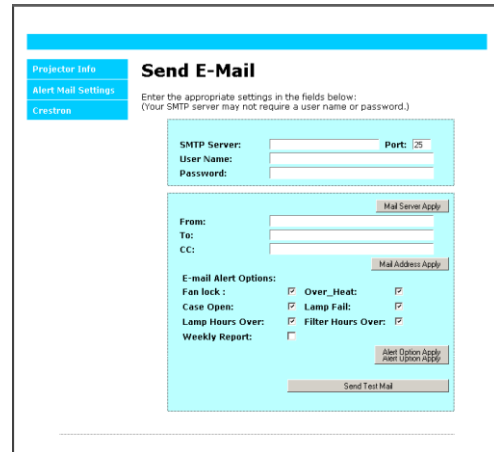 Projector Info
Alert Mail Settings
Crestron
Send E-Mail
Enter the appropriate settings in the fields below:
(Your SMTP server may not require a user name or password.)
SMTP Server: Port: 25
User Name:
Password:
Mail Server Apply
From:
To:
CC:
Mail Address Apply
E-mail Alert Options:
Fan lock : Over_Heat:
Case Open: Lamp Fail:
Lamp Hours Over: Filter Hours Over:
Weekly Report:
Alert Option Apply
Alert Option Apply
Send Test Mail